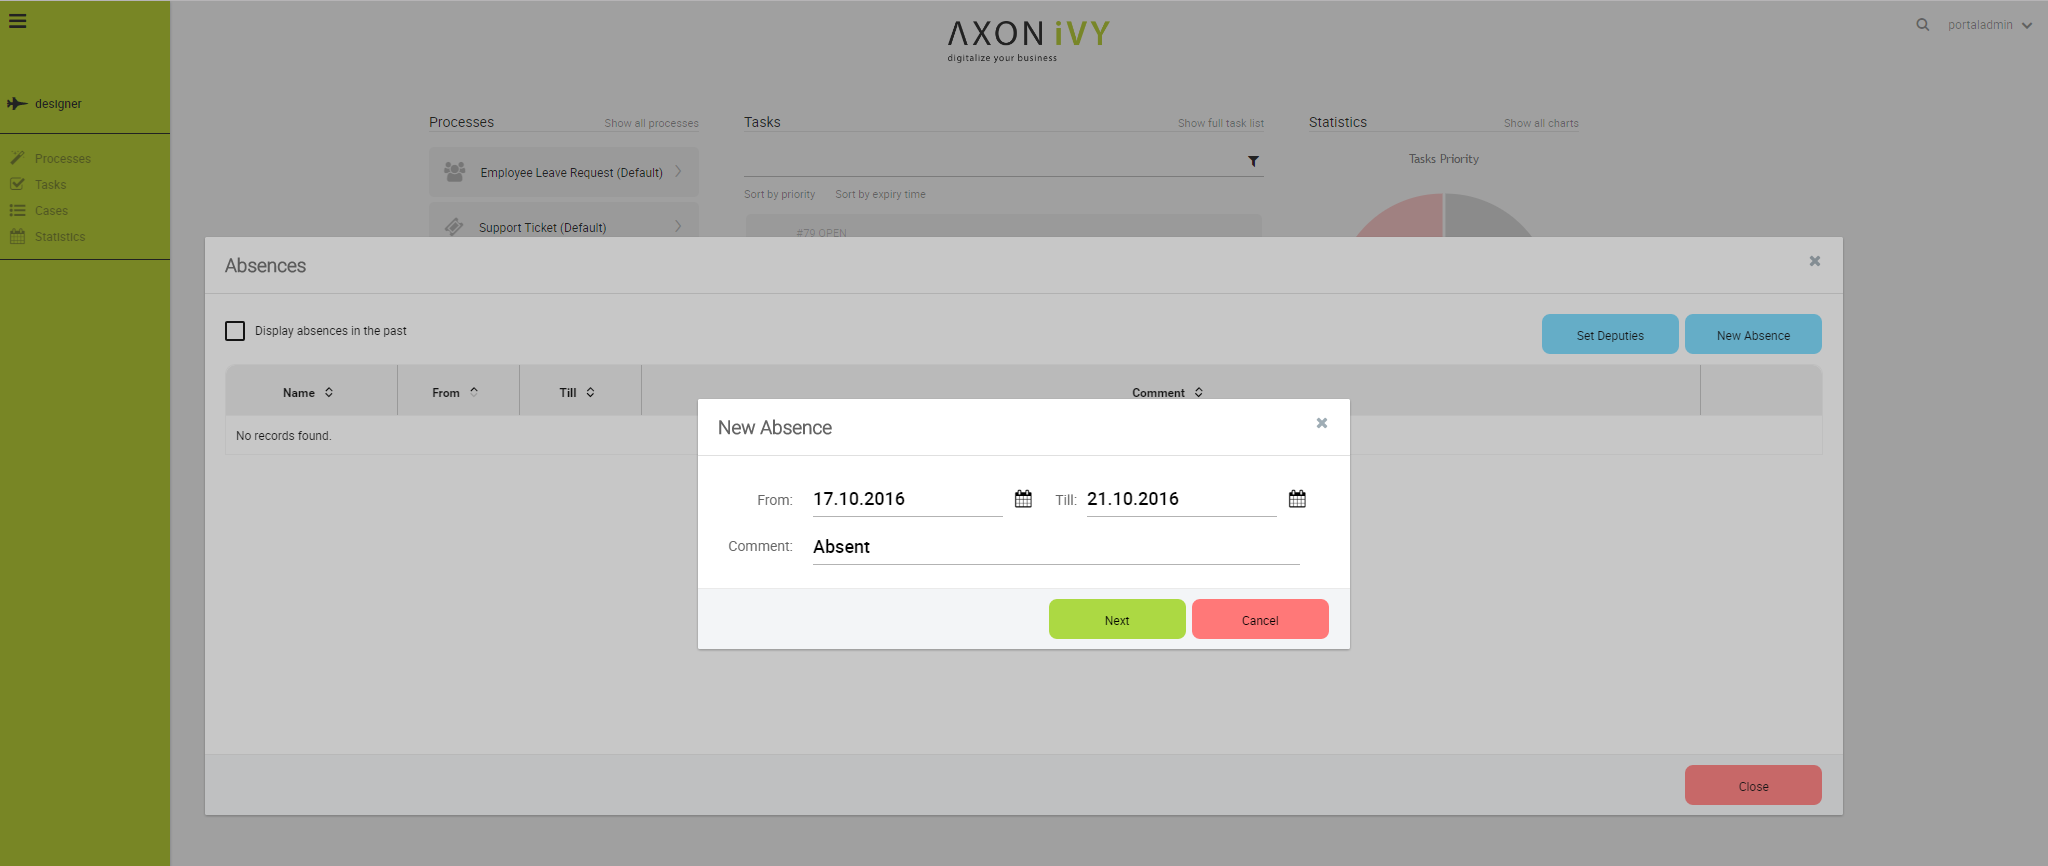 AXON iVY
digitalize your business
portaladmin
designer
Processes
Tasks
Cases
Statistics
Processes
Show all processes
Employee Leave Request (Default)
Support Ticket (Default)
Tasks
Show full task list
Sort by priority
Sort by expiry time
#79 OPEN
Statistics
Show all charts
Tasks Priority
Absences
Display absences in the past
Set Deputies
New Absence
Name
From
Till
Comment
No records found.
New Absence
From: 17.10.2016
Till: 21.10.2016
Comment: Absent
Next
Cancel
Close